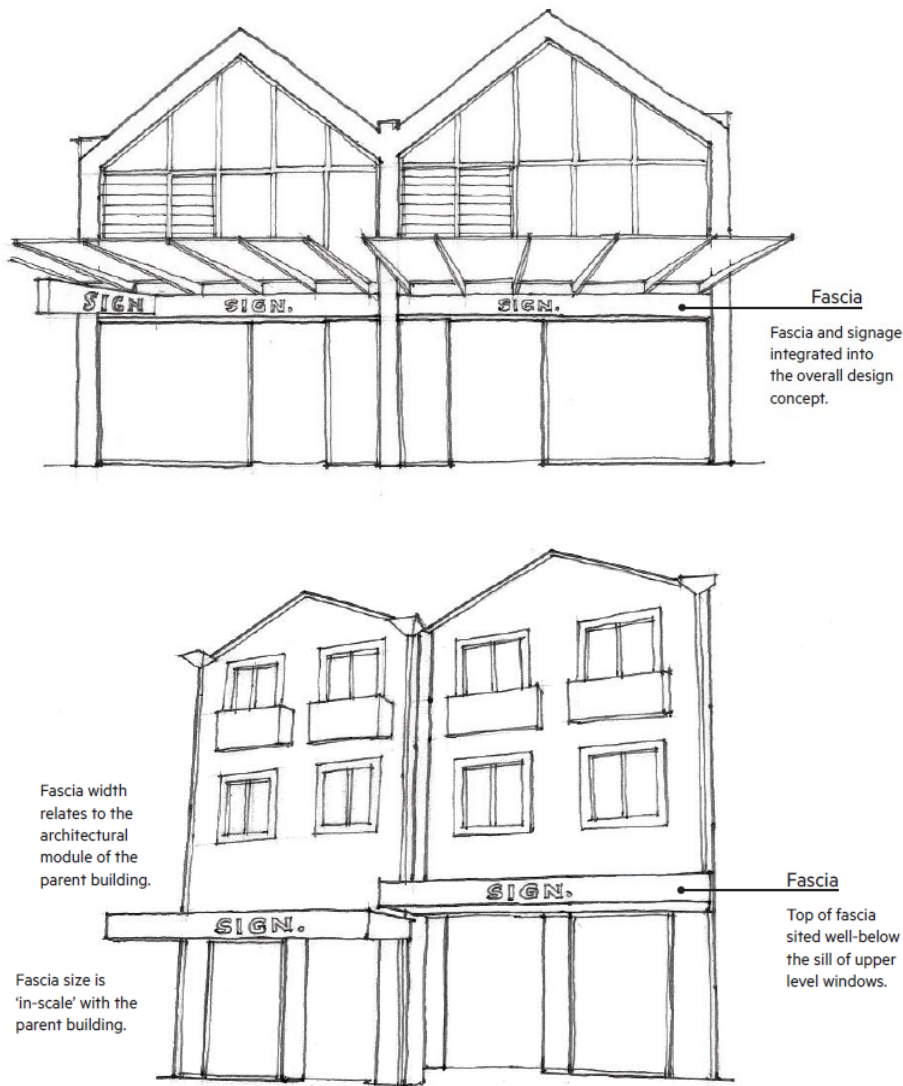 SIGN
SIGN.
SIGN.
Fascia
Fascia and signage
integrated into
the overall design
concept.
Fascia width
relates to the
architectural
module of the
parent building.
SIGN.
Fascia
SIGN.
Top of fascia
sited well-below
the sill of upper
level windows.
Fascia size is
‘in-scale’ with the
parent building.